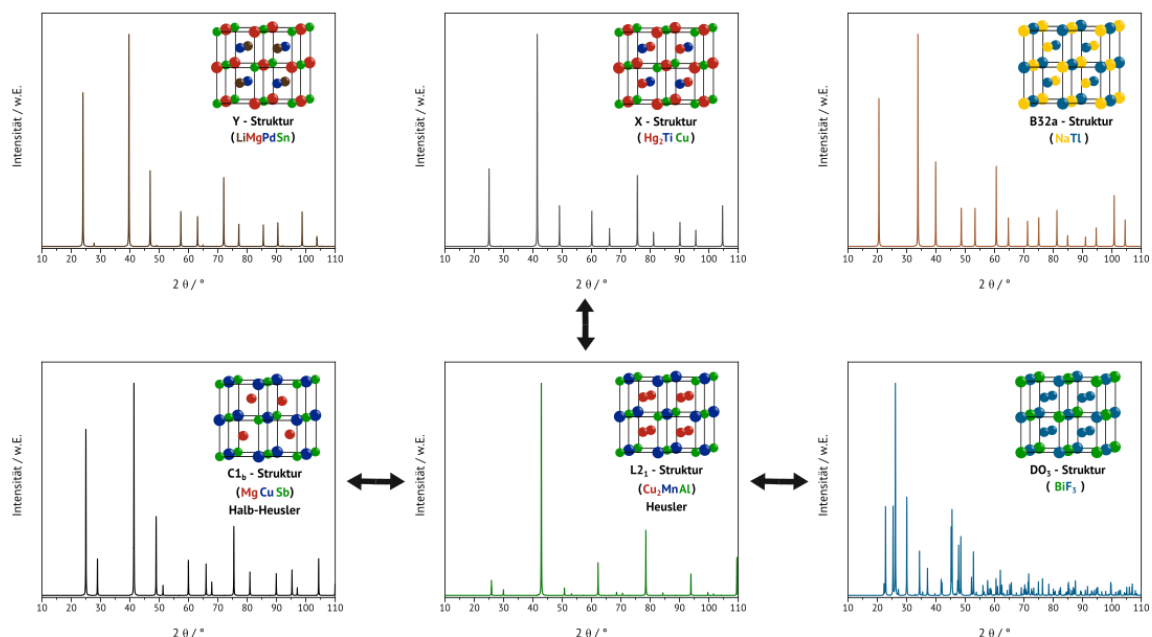 Intensität / w.E.
Y - Struktur
(LiMgPdSn)
10 20 30 40 50 60 70 80 90 100 110
2 θ / °
Intensität / w.E.
X - Struktur
(Hg₂TiCu)
10 20 30 40 50 60 70 80 90 100 110
2 θ / °
Intensität / w.E.
B32a - Struktur
(NaTl)
10 20 30 40 50 60 70 80 90 100 110
2 θ / °
Intensität / w.E.
C1b - Struktur
(MgCuSb)
Halb-Heusler
10 20 30 40 50 60 70 80 90 100 110
2 θ / °
Intensität / w.E.
L2₁ - Struktur
(Cu₂MnAl)
Heusler
10 20 30 40 50 60 70 80 90 100 110
2 θ / °
Intensität / w.E.
DO₃ - Struktur
(BiF₃)
10 20 30 40 50 60 70 80 90 100 110
2 θ / °